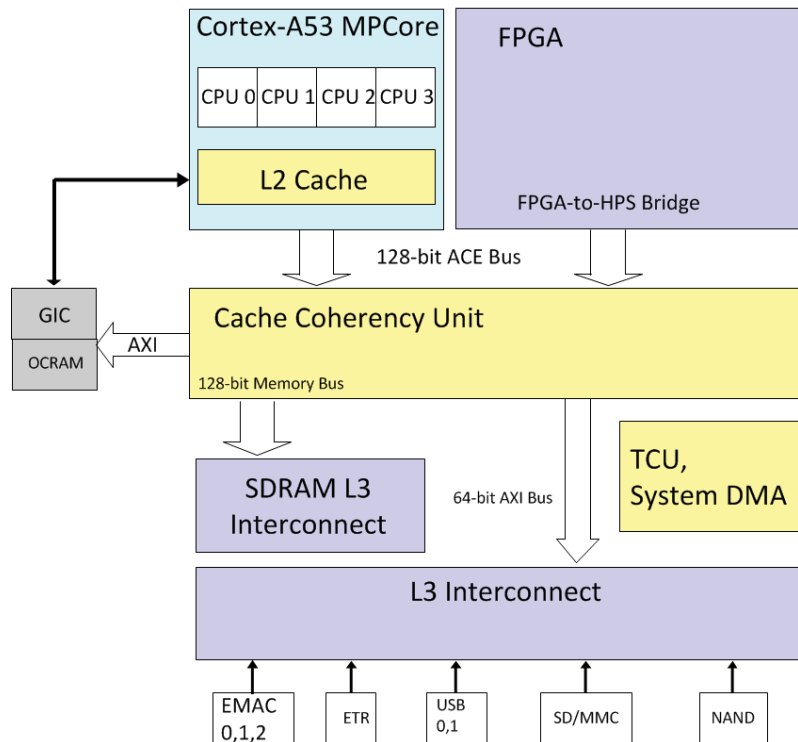 Cortex-A53 MPCore
FPGA
CPU 0
CPU 1
CPU 2
CPU 3
L2 Cache
FPGA-to-HPS Bridge
128-bit ACE Bus
GIC
OCRAM
AXI
Cache Coherency Unit
128-bit Memory Bus
SDRAM L3
Interconnect
64-bit AXI Bus
TCU,
System DMA
L3 Interconnect
EMAC
0,1,2
ETR
USB
0,1
SD/MMC
NAND